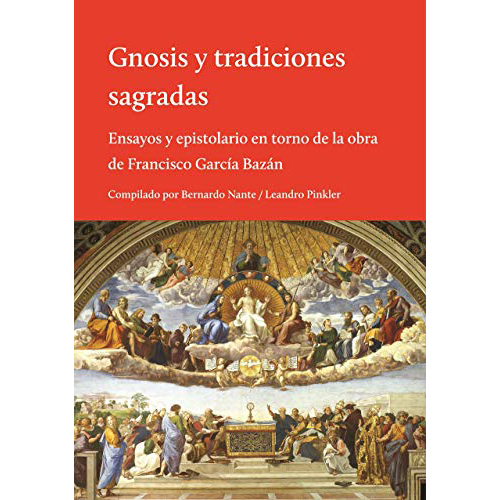 Gnosis y tradiciones
sagradas
Ensayos y epistolario en torno de la obra
de Francisco García Bazán
Compilado por Bernardo Nante / Leandro Pinkler